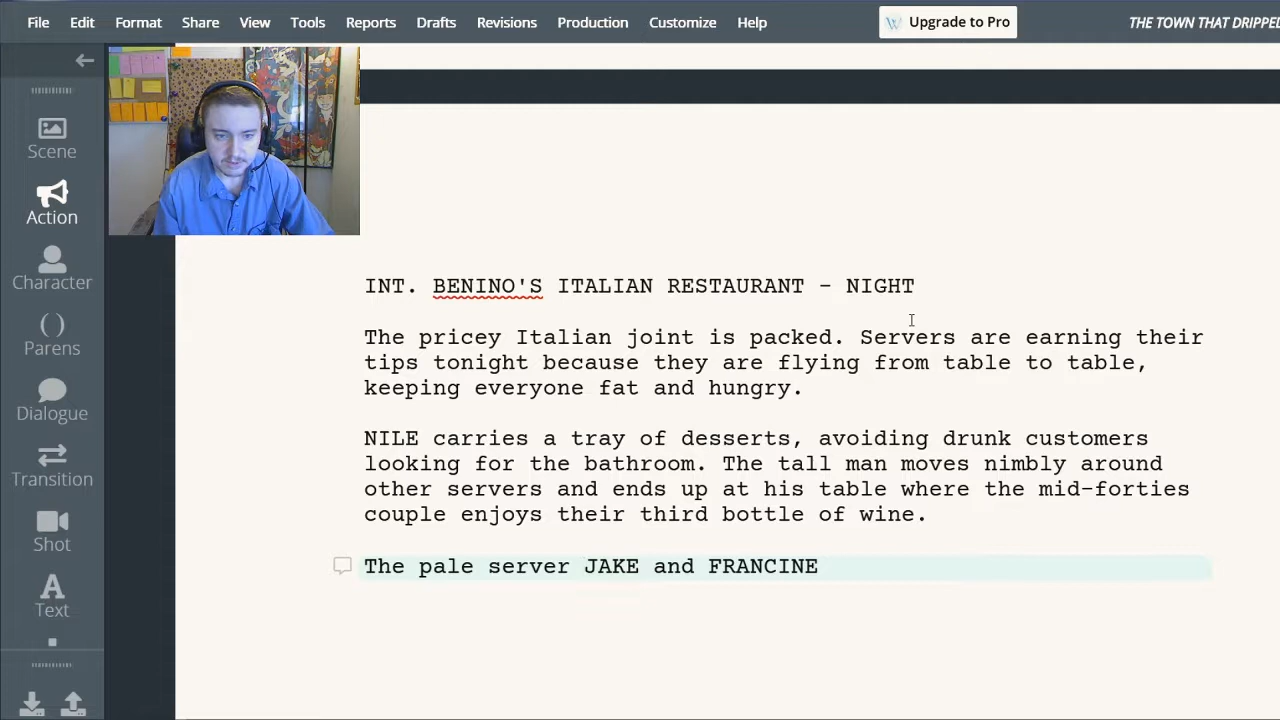 File Edit Format Share View Tools Reports Drafts Revisions Production Customize Help Upgrade to Pro THE TOWN THAT DRIPPED
Scene
Action
Character
Parens
Dialogue
Transition
Shot
Text
INT. BENINO'S ITALIAN RESTAURANT - NIGHT
The pricey Italian joint is packed. Servers are earning their
tips tonight because they are flying from table to table,
keeping everyone fat and hungry.
NILE carries a tray of desserts, avoiding drunk customers
looking for the bathroom. The tall man moves nimbly around
other servers and ends up at his table where the mid-forties
couple enjoys their third bottle of wine.
The pale server JAKE and FRANCINE